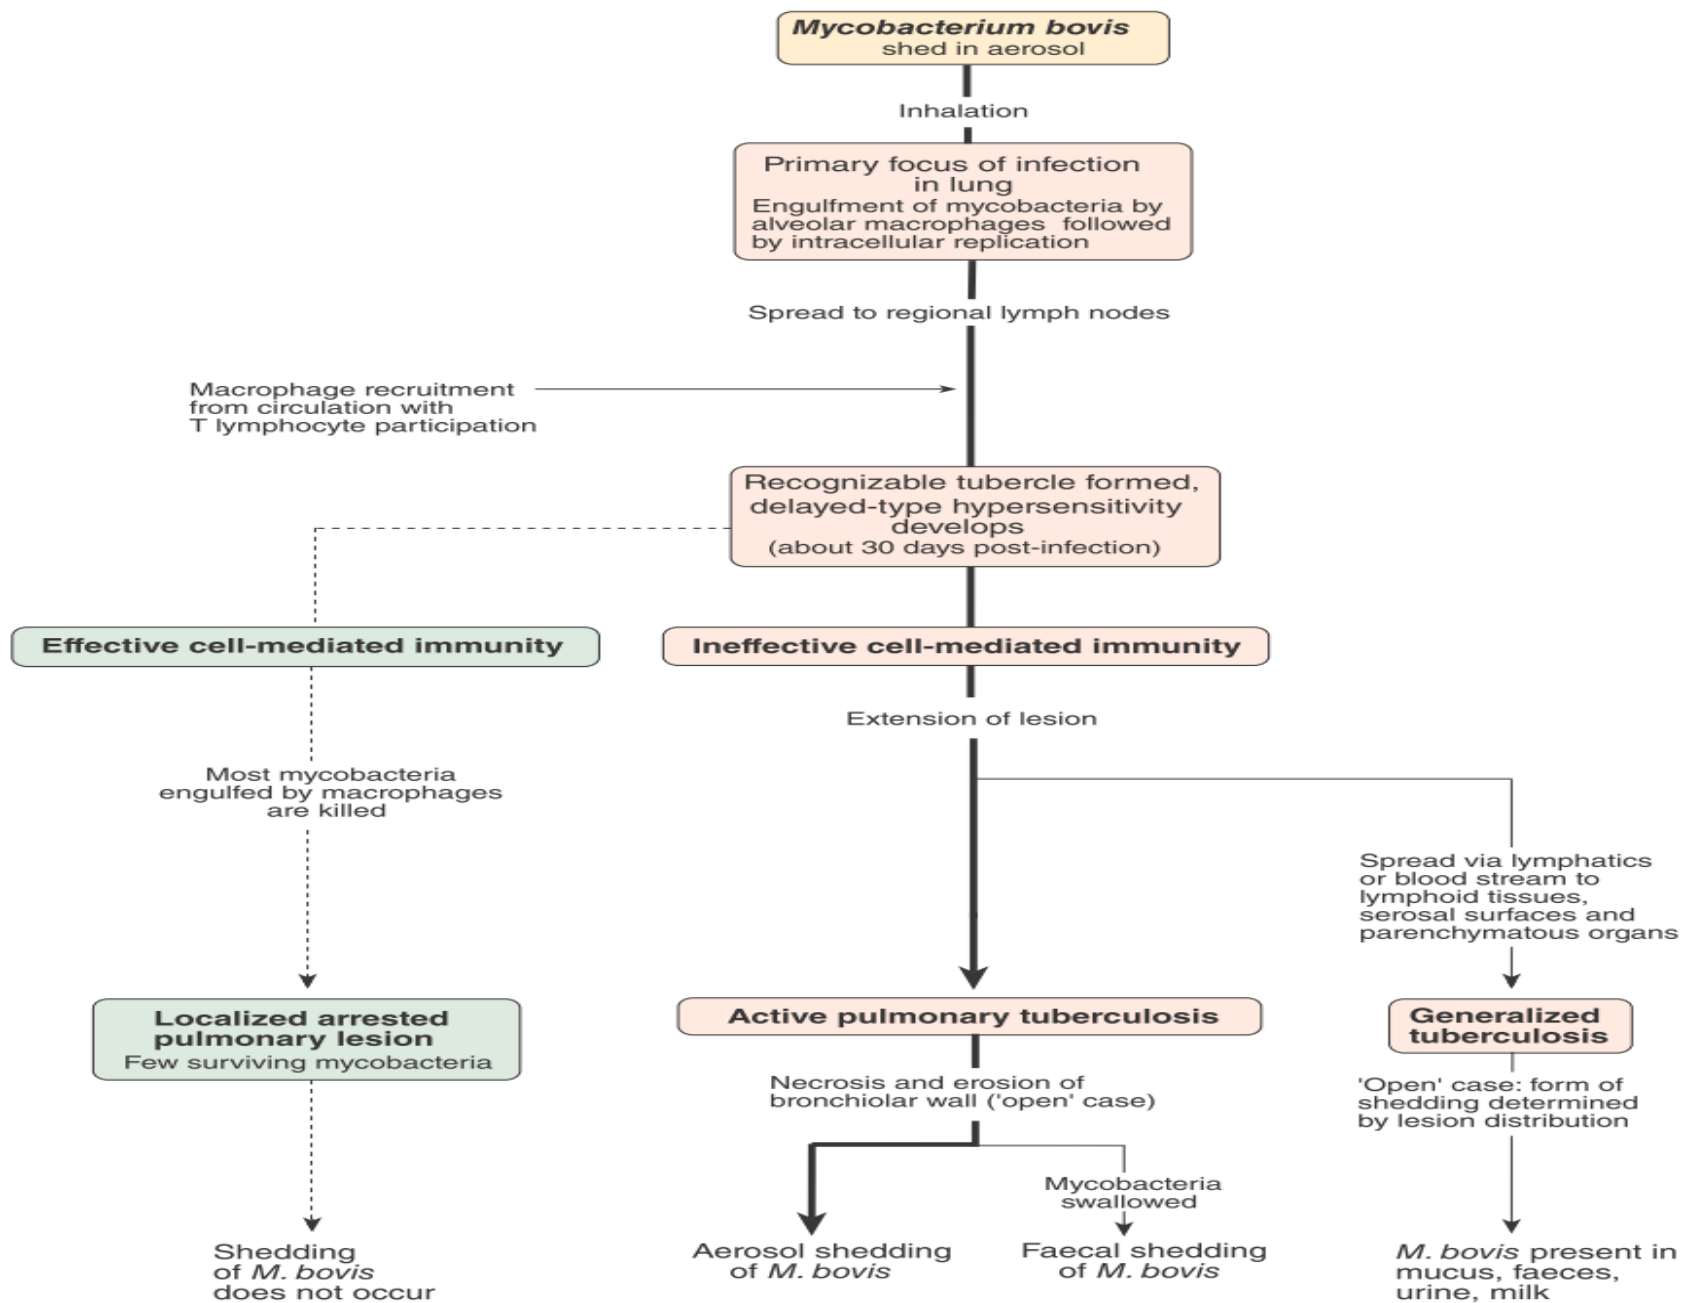 Mycobacterium bovis
shed in aerosol
Inhalation
Primary focus of infection
in lung
Engulfment of mycobacteria by
alveolar macrophages followed
by intracellular replication
Spread to regional lymph nodes
Macrophage recruitment
from circulation with
T lymphocyte participation
Recognizable tubercle formed,
delayed-type hypersensitivity
develops
(about 30 days post-infection)
Effective cell-mediated immunity
Ineffective cell-mediated immunity
Extension of lesion
Most mycobacteria
engulfed by macrophages
are killed
Spread via lymphatics
or blood stream to
lymphoid tissues,
serosal surfaces and
parenchymatous organs
Localized arrested
pulmonary lesion
Few surviving mycobacteria
Active pulmonary tuberculosis
Generalized
tuberculosis
Necrosis and erosion of
bronchiolar wall ('open' case)
'Open' case: form of
shedding determined
by lesion distribution
Mycobacteria
swallowed
Shedding
of M. bovis
does not occur
Aerosol shedding
of M. bovis
Faecal shedding
of M. bovis
M. bovis present in
mucus, faeces,
urine, milk